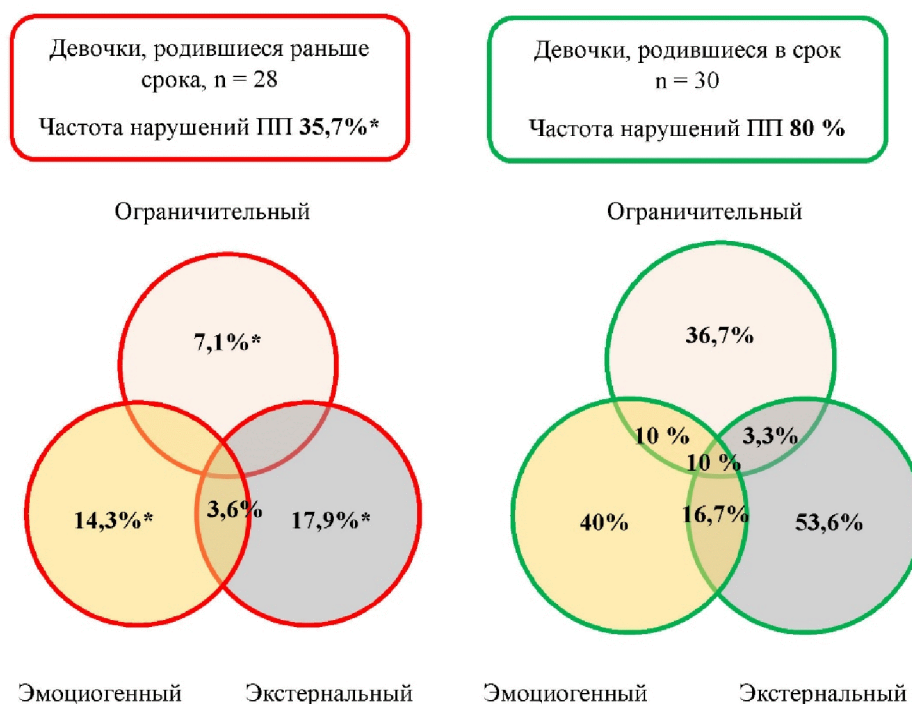 Девочки, родившиеся раньше
срока, n = 28
Частота нарушений ПП 35,7%*
Девочки, родившиеся в срок
n = 30
Частота нарушений ПП 80 %
Ограничительный
7,1%*
14,3%*
3,6%
17,9%*
Эмоциогенный
Экстернальный
Ограничительный
36,7%
10 %
3,3%
10 %
40%
16,7%
53,6%
Эмоциогенный
Экстернальный